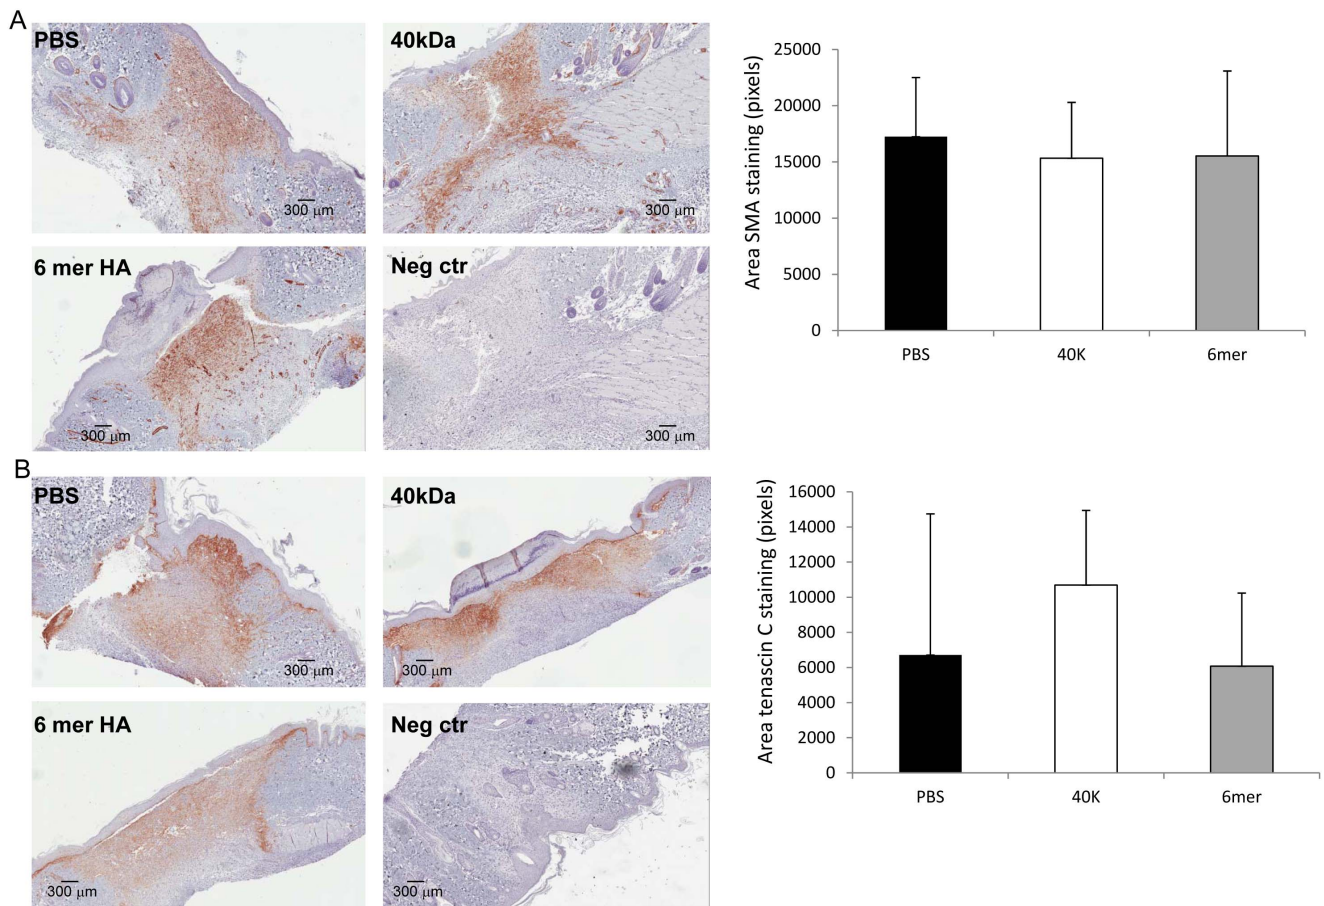 A
PBS
300 μm
40kDa
300 μm
6 mer HA
300 μm
Neg ctr
300 μm
Area SMA staining (pixels)
25000
20000
15000
10000
5000
0
PBS
40K
6mer
B
PBS
300 μm
40kDa
300 μm
6 mer HA
300 μm
Neg ctr
300 μm
Area tenascin C staining (pixels)
16000
14000
12000
10000
8000
6000
4000
2000
0
PBS
40K
6mer